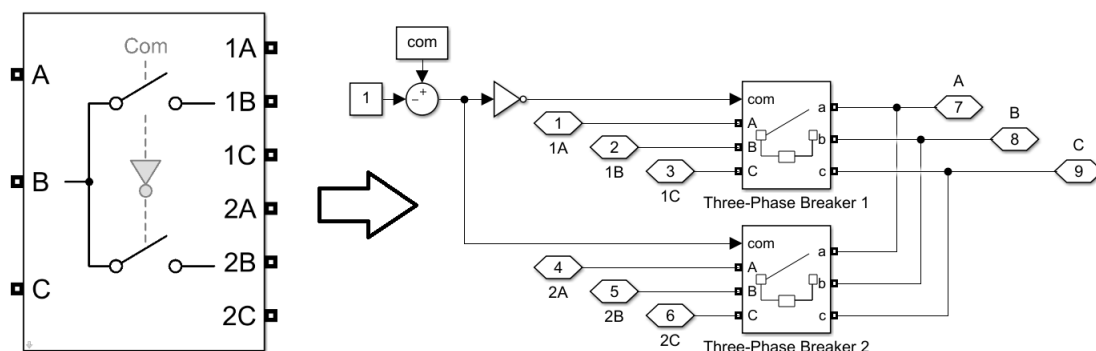 Com
A
B
C
1A
1B
1C
2A
2B
2C
com
1
− +
com
A
B
C
a
b
c
1
1A
2
1B
3
1C
A
7
B
8
C
9
Three-Phase Breaker 1
com
A
B
C
a
b
c
4
2A
5
2B
6
2C
Three-Phase Breaker 2